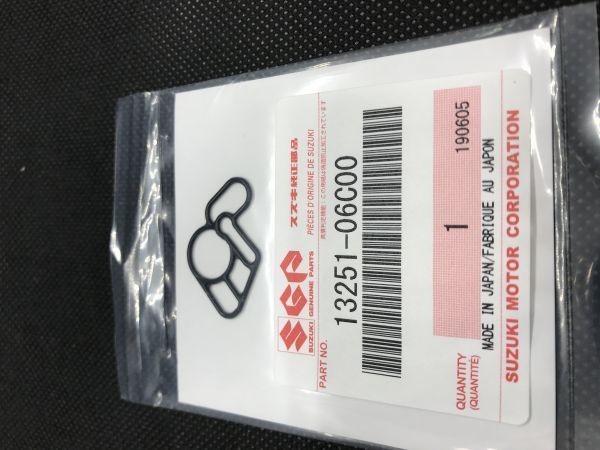 SGP
SUZUKI GENUINE PARTS
スズキ純正部品
PIECES D'ORIGINE DE SUZUKI
PART NO.
13251-06C00
QUANTITY
(QUANTITÉ)
1
190605
MADE IN JAPAN/FABRIQUE AU JAPON
SUZUKI MOTOR CORPORATION